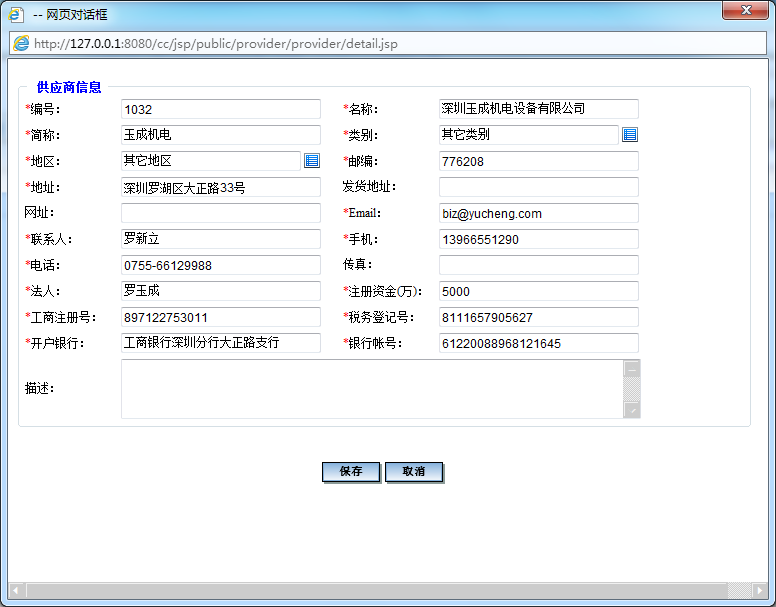 -- 网页对话框
http://127.0.0.1:8080/cc/jsp/public/provider/provider/detail.jsp
供应商信息
*编号： 1032 *名称： 深圳玉成机电设备有限公司
*简称： 玉成机电 *类别： 其它类别
*地区： 其它地区 *邮编： 776208
*地址： 深圳罗湖区大正路33号 发货地址：
网址： *Email： biz@yucheng.com
*联系人： 罗新立 *手机： 13966551290
*电话： 0755-66129988 传真：
*法人： 罗玉成 *注册资金(万)： 5000
*工商注册号： 897122753011 *税务登记号： 8111657905627
*开户银行： 工商银行深圳分行大正路支行 *银行帐号： 61220088968121645
描述：
保存 取消